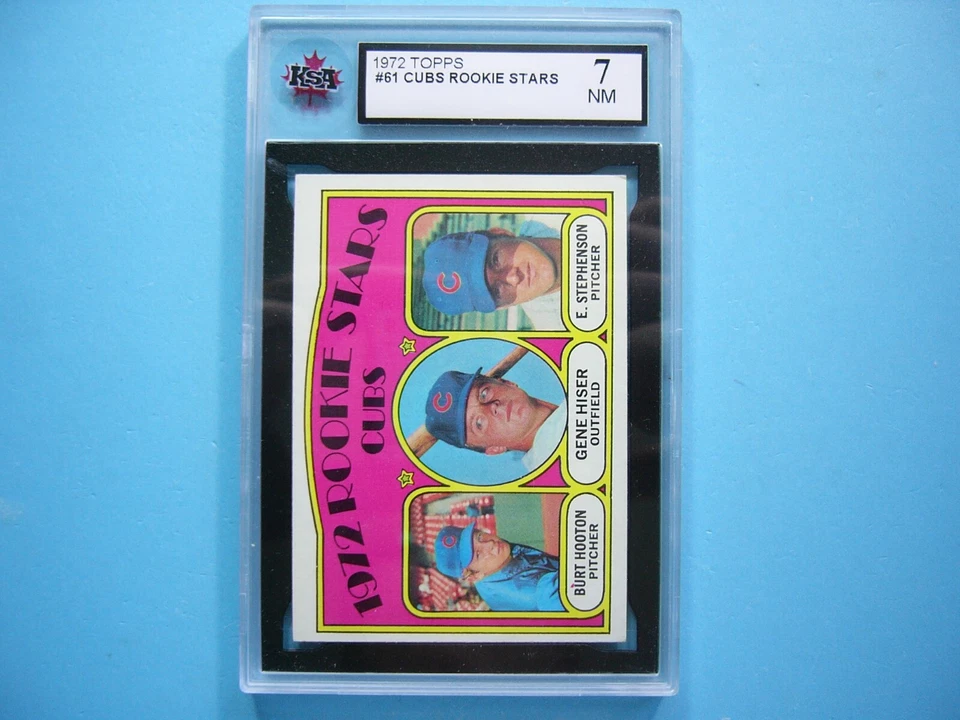 KSA
1972 TOPPS
#61 CUBS ROOKIE STARS
7
NM
1972 ROOKIE STARS
CUBS
C
C
C
BURT HOOTON
PITCHER
GENE HISER
OUTFIELD
E. STEPHENSON
PITCHER